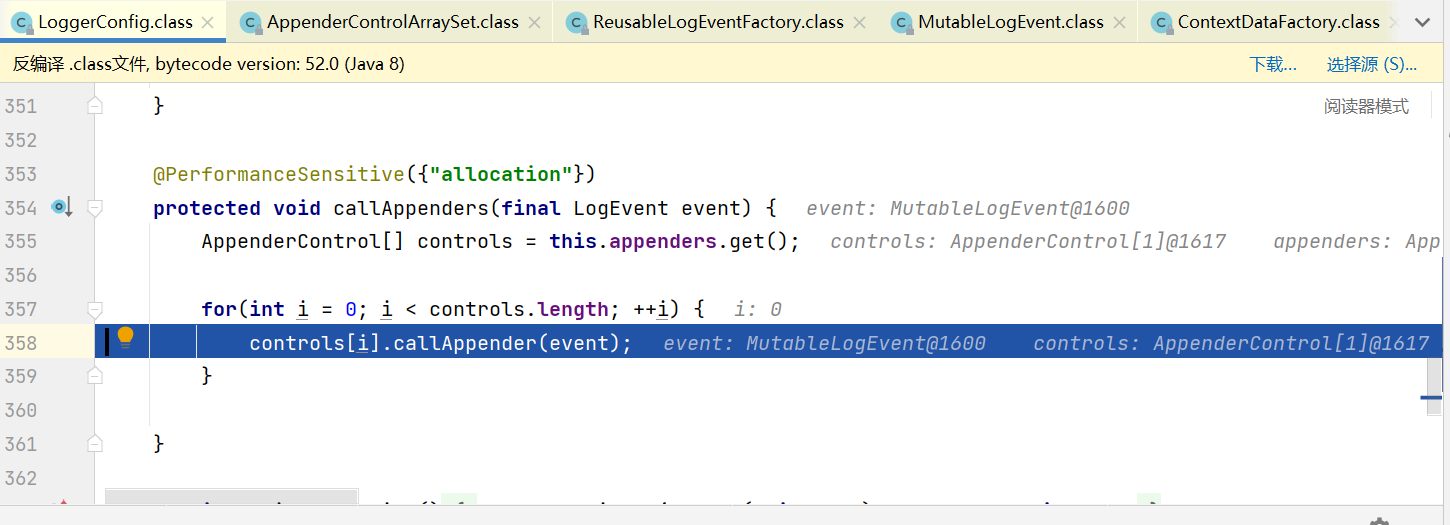 LoggerConfig.class AppenderControlArraySet.class ReusableLogEventFactory.class MutableLogEvent.class ContextDataFactory.class
反编译 .class文件, bytecode version: 52.0 (Java 8) 下载... 选择源 (S)...
351 } 阅读器模式
352
353 @PerformanceSensitive({"allocation"})
354 protected void callAppenders(final LogEvent event) { event: MutableLogEvent@1600
355 AppenderControl[] controls = this.appenders.get(); controls: AppenderControl[1]@1617 appenders: App
356
357 for(int i = 0; i < controls.length; ++i) { i: 0
358 controls[i].callAppender(event); event: MutableLogEvent@1600 controls: AppenderControl[1]@1617
359 }
360
361 }
362